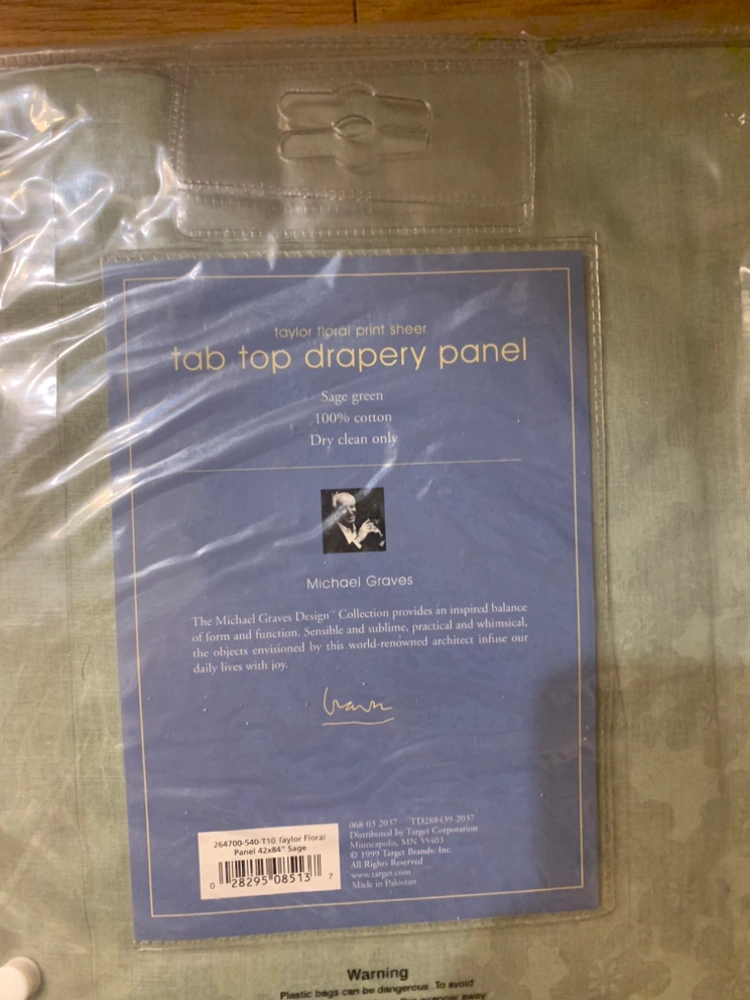 taylor floral print sheer
tab top drapery panel
Sage green
100% cotton
Dry clean only
Michael Graves
The Michael Graves Design™ Collection provides an inspired balance
of form and function. Sensible and sublime, practical and whimsical,
the objects envisioned by this world-renowned architect infuse our
daily lives with joy.
Graves
264700-540-T10 Taylor Floral
Panel 42x84" Sage
0 28295 08513 7
068 03 2037 TD288439-2037
Distributed by Target Corporation
Minneapolis, MN 55403
© 1999 Target Brands, Inc.
All Rights Reserved
www.target.com
Made in Pakistan
Warning
Plastic bags can be dangerous. To avoid
away